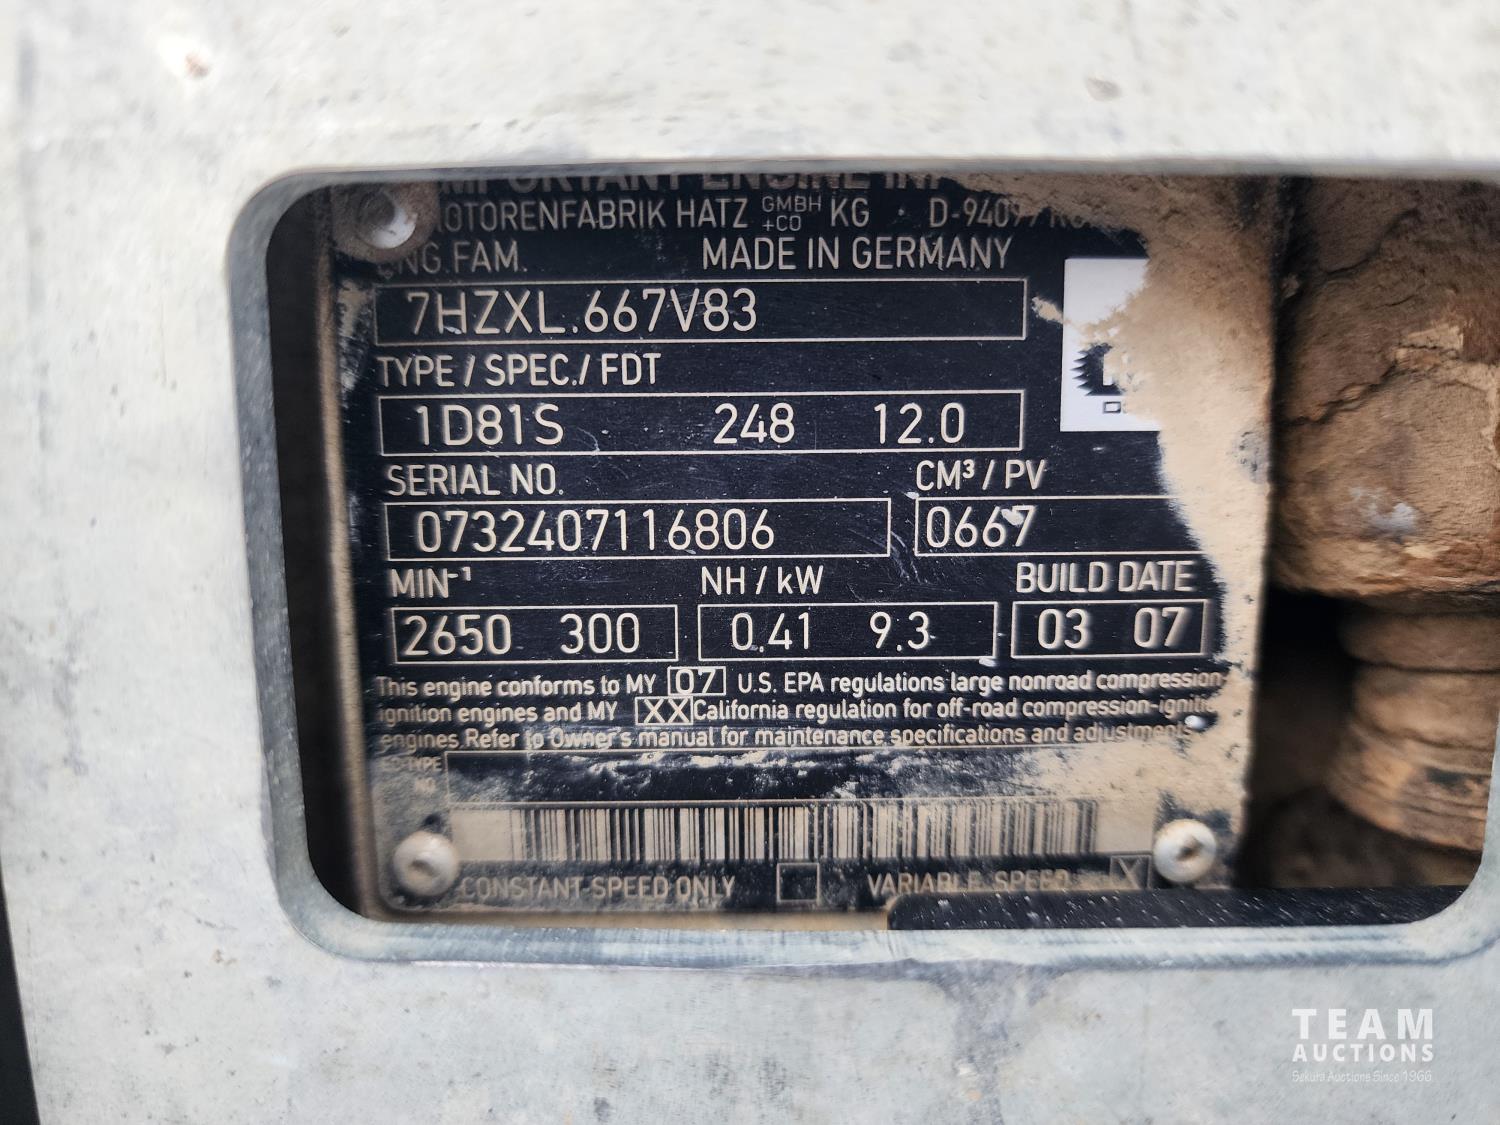 IMPORTANT ENGINE
MOTORENFABRIK HATZ GMBH +CO KG · D-94099
ENG. FAM. MADE IN GERMANY
7HZXL.667V83
TYPE / SPEC./ FDT
1D81S 248 12.0
SERIAL NO. CM³ / PV
0732407116806 0667
MIN⁻¹ NH / kW BUILD DATE
2650 300 0.41 9.3 03 07
This engine conforms to MY 07 U.S. EPA regulations large nonroad compression
ignition engines and MY XX California regulation for off-road compression-ignition
engines. Refer to Owner's manual for maintenance specifications and adjustments
CONSTANT SPEED ONLY VARIABLE SPEED X
TEAM
AUCTIONS
Sekura Auctions Since 1966